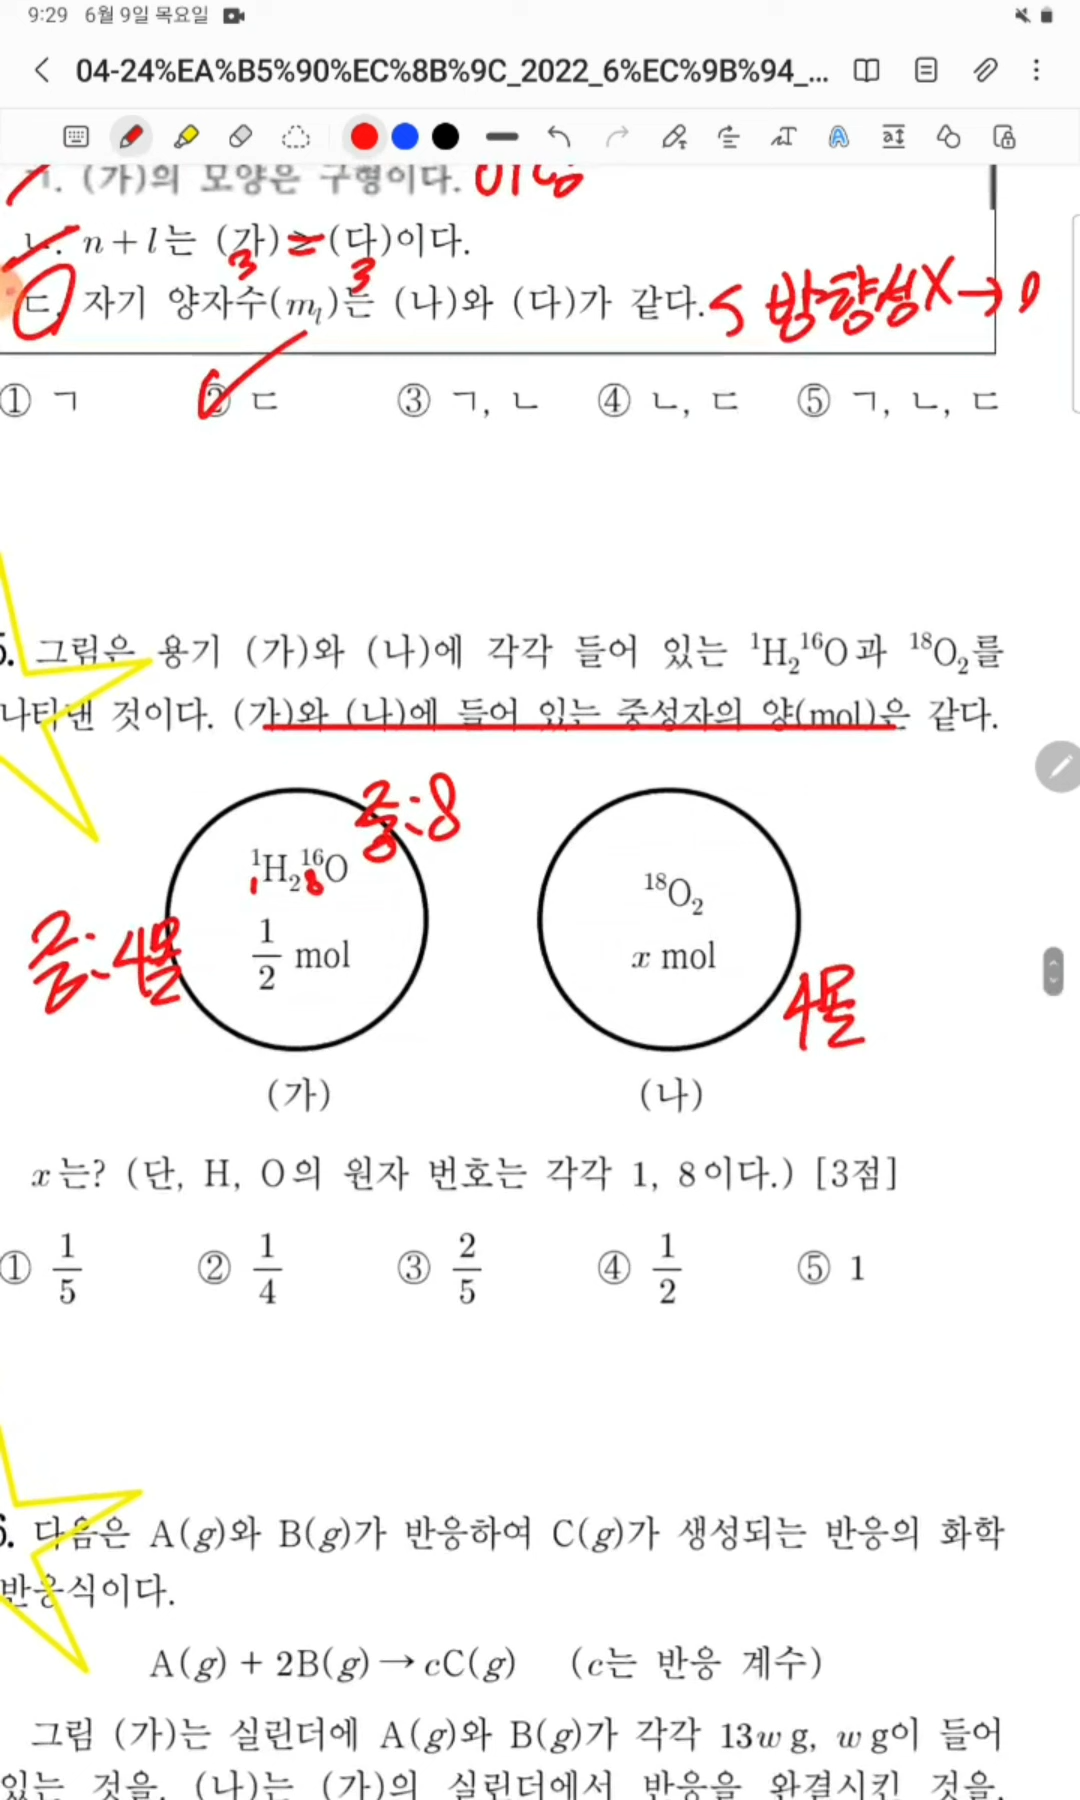 9:29 6월 9일 목요일
04-24%EA%B5%90%EC%8B%9C_2022_6%EC%9B%94_...
ㄱ. (가)의 모양은 구형이다. 아령
ㄴ. n+l는 (가)=(다)이다.
3 3
ㄷ. 자기 양자수(mₗ)는 (나)와 (다)가 같다. S 방향성X→0
① ㄱ ② ㄷ ③ ㄱ, ㄴ ④ ㄴ, ㄷ ⑤ ㄱ, ㄴ, ㄷ
5. 그림은 용기 (가)와 (나)에 각각 들어 있는 ¹H₂¹⁶O과 ¹⁸O₂를
나타낸 것이다. (가)와 (나)에 들어 있는 중성자의 양(mol)은 같다.
중:8
¹H₂¹⁶O
1 8
1/2 mol
중:4몰
¹⁸O₂
x mol
4몰
(가) (나)
x는? (단, H, O의 원자 번호는 각각 1, 8이다.) [3점]
① 1/5 ② 1/4 ③ 2/5 ④ 1/2 ⑤ 1
6. 다음은 A(g)와 B(g)가 반응하여 C(g)가 생성되는 반응의 화학
반응식이다.
A(g) + 2B(g) → cC(g) (c는 반응 계수)
그림 (가)는 실린더에 A(g)와 B(g)가 각각 13w g, w g이 들어
있는 것을, (나)는 (가)의 실린더에서 반응을 완결시킨 것을,